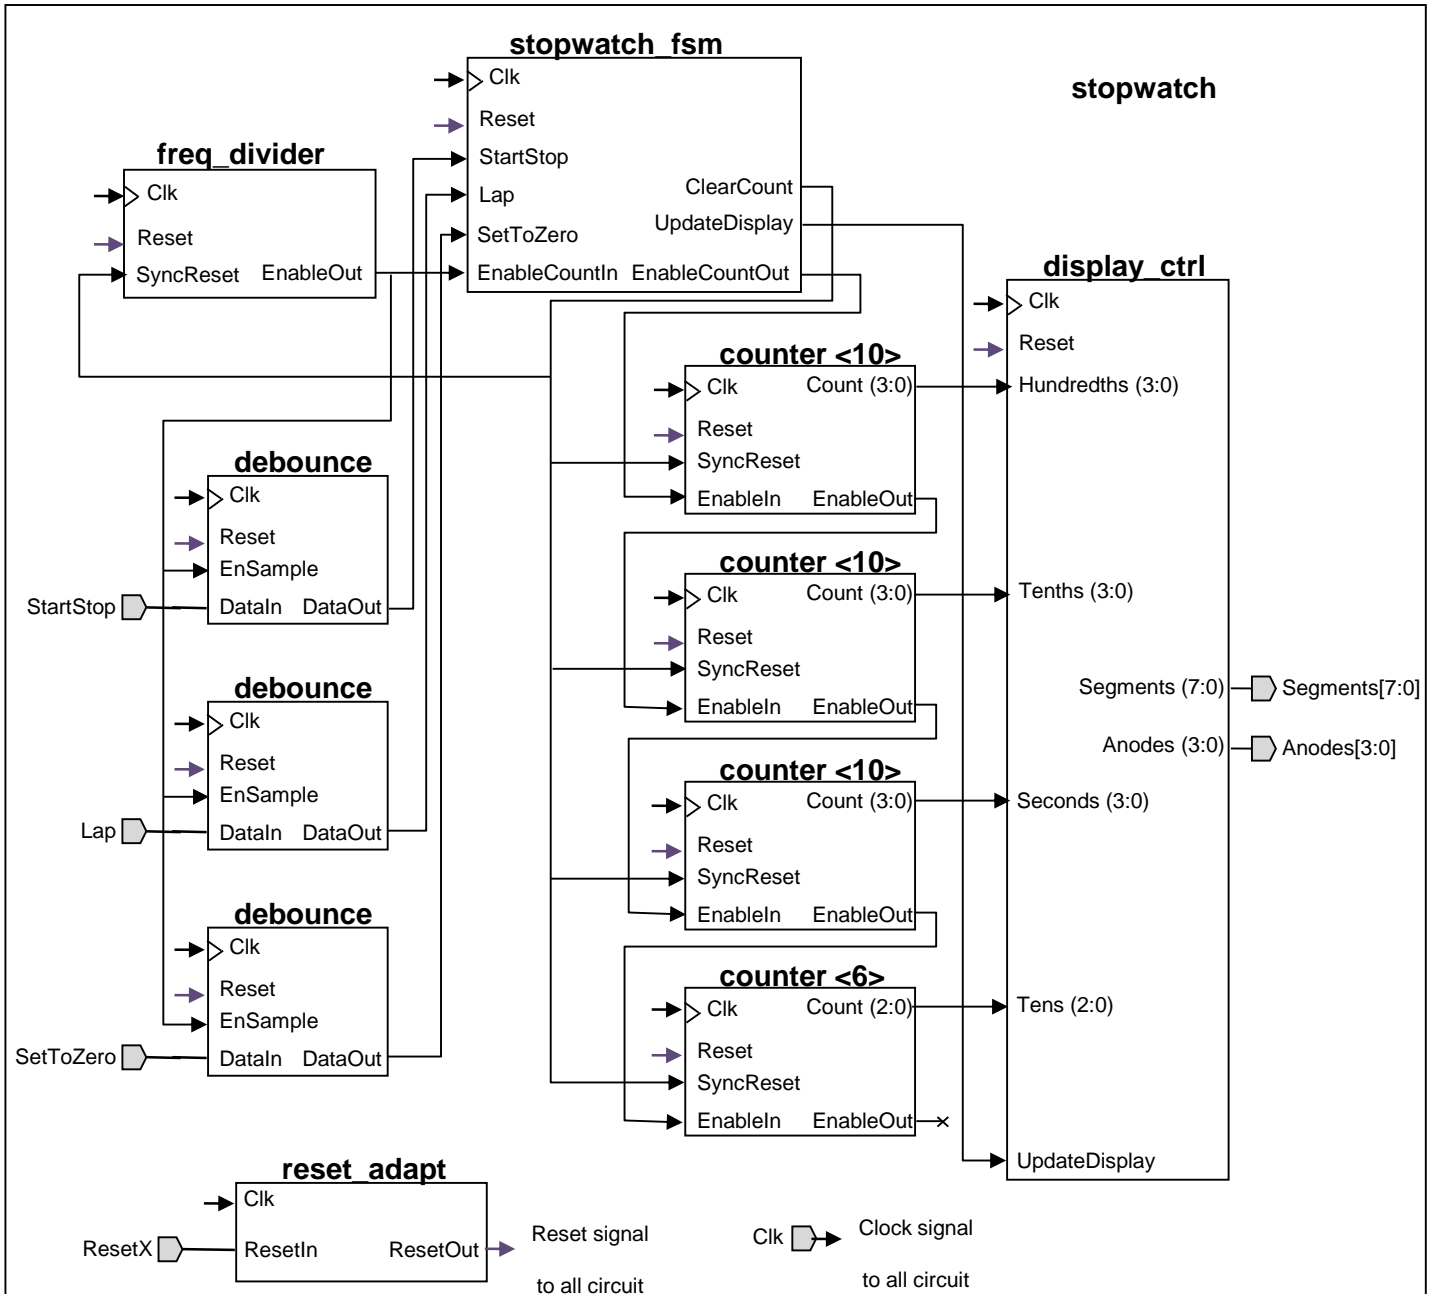 stopwatch_fsm
Clk
Reset
StartStop
Lap
SetToZero
EnableCountIn
ClearCount
UpdateDisplay
EnableCountOut
stopwatch
freq_divider
Clk
Reset
SyncReset
EnableOut
display_ctrl
Clk
Reset
Hundredths (3:0)
Tenths (3:0)
Seconds (3:0)
Tens (2:0)
UpdateDisplay
Segments (7:0)
Segments[7:0]
Anodes (3:0)
Anodes[3:0]
counter <10>
Clk
Count (3:0)
Reset
SyncReset
EnableIn
EnableOut
counter <10>
Clk
Count (3:0)
Reset
SyncReset
EnableIn
EnableOut
counter <10>
Clk
Count (3:0)
Reset
SyncReset
EnableIn
EnableOut
counter <6>
Clk
Count (2:0)
Reset
SyncReset
EnableIn
EnableOut
debounce
Clk
Reset
EnSample
StartStop
DataIn
DataOut
debounce
Clk
Reset
EnSample
Lap
DataIn
DataOut
debounce
Clk
Reset
EnSample
SetToZero
DataIn
DataOut
reset_adapt
Clk
ResetX
ResetIn
ResetOut
Reset signal
to all circuit
Clk
Clock signal
to all circuit